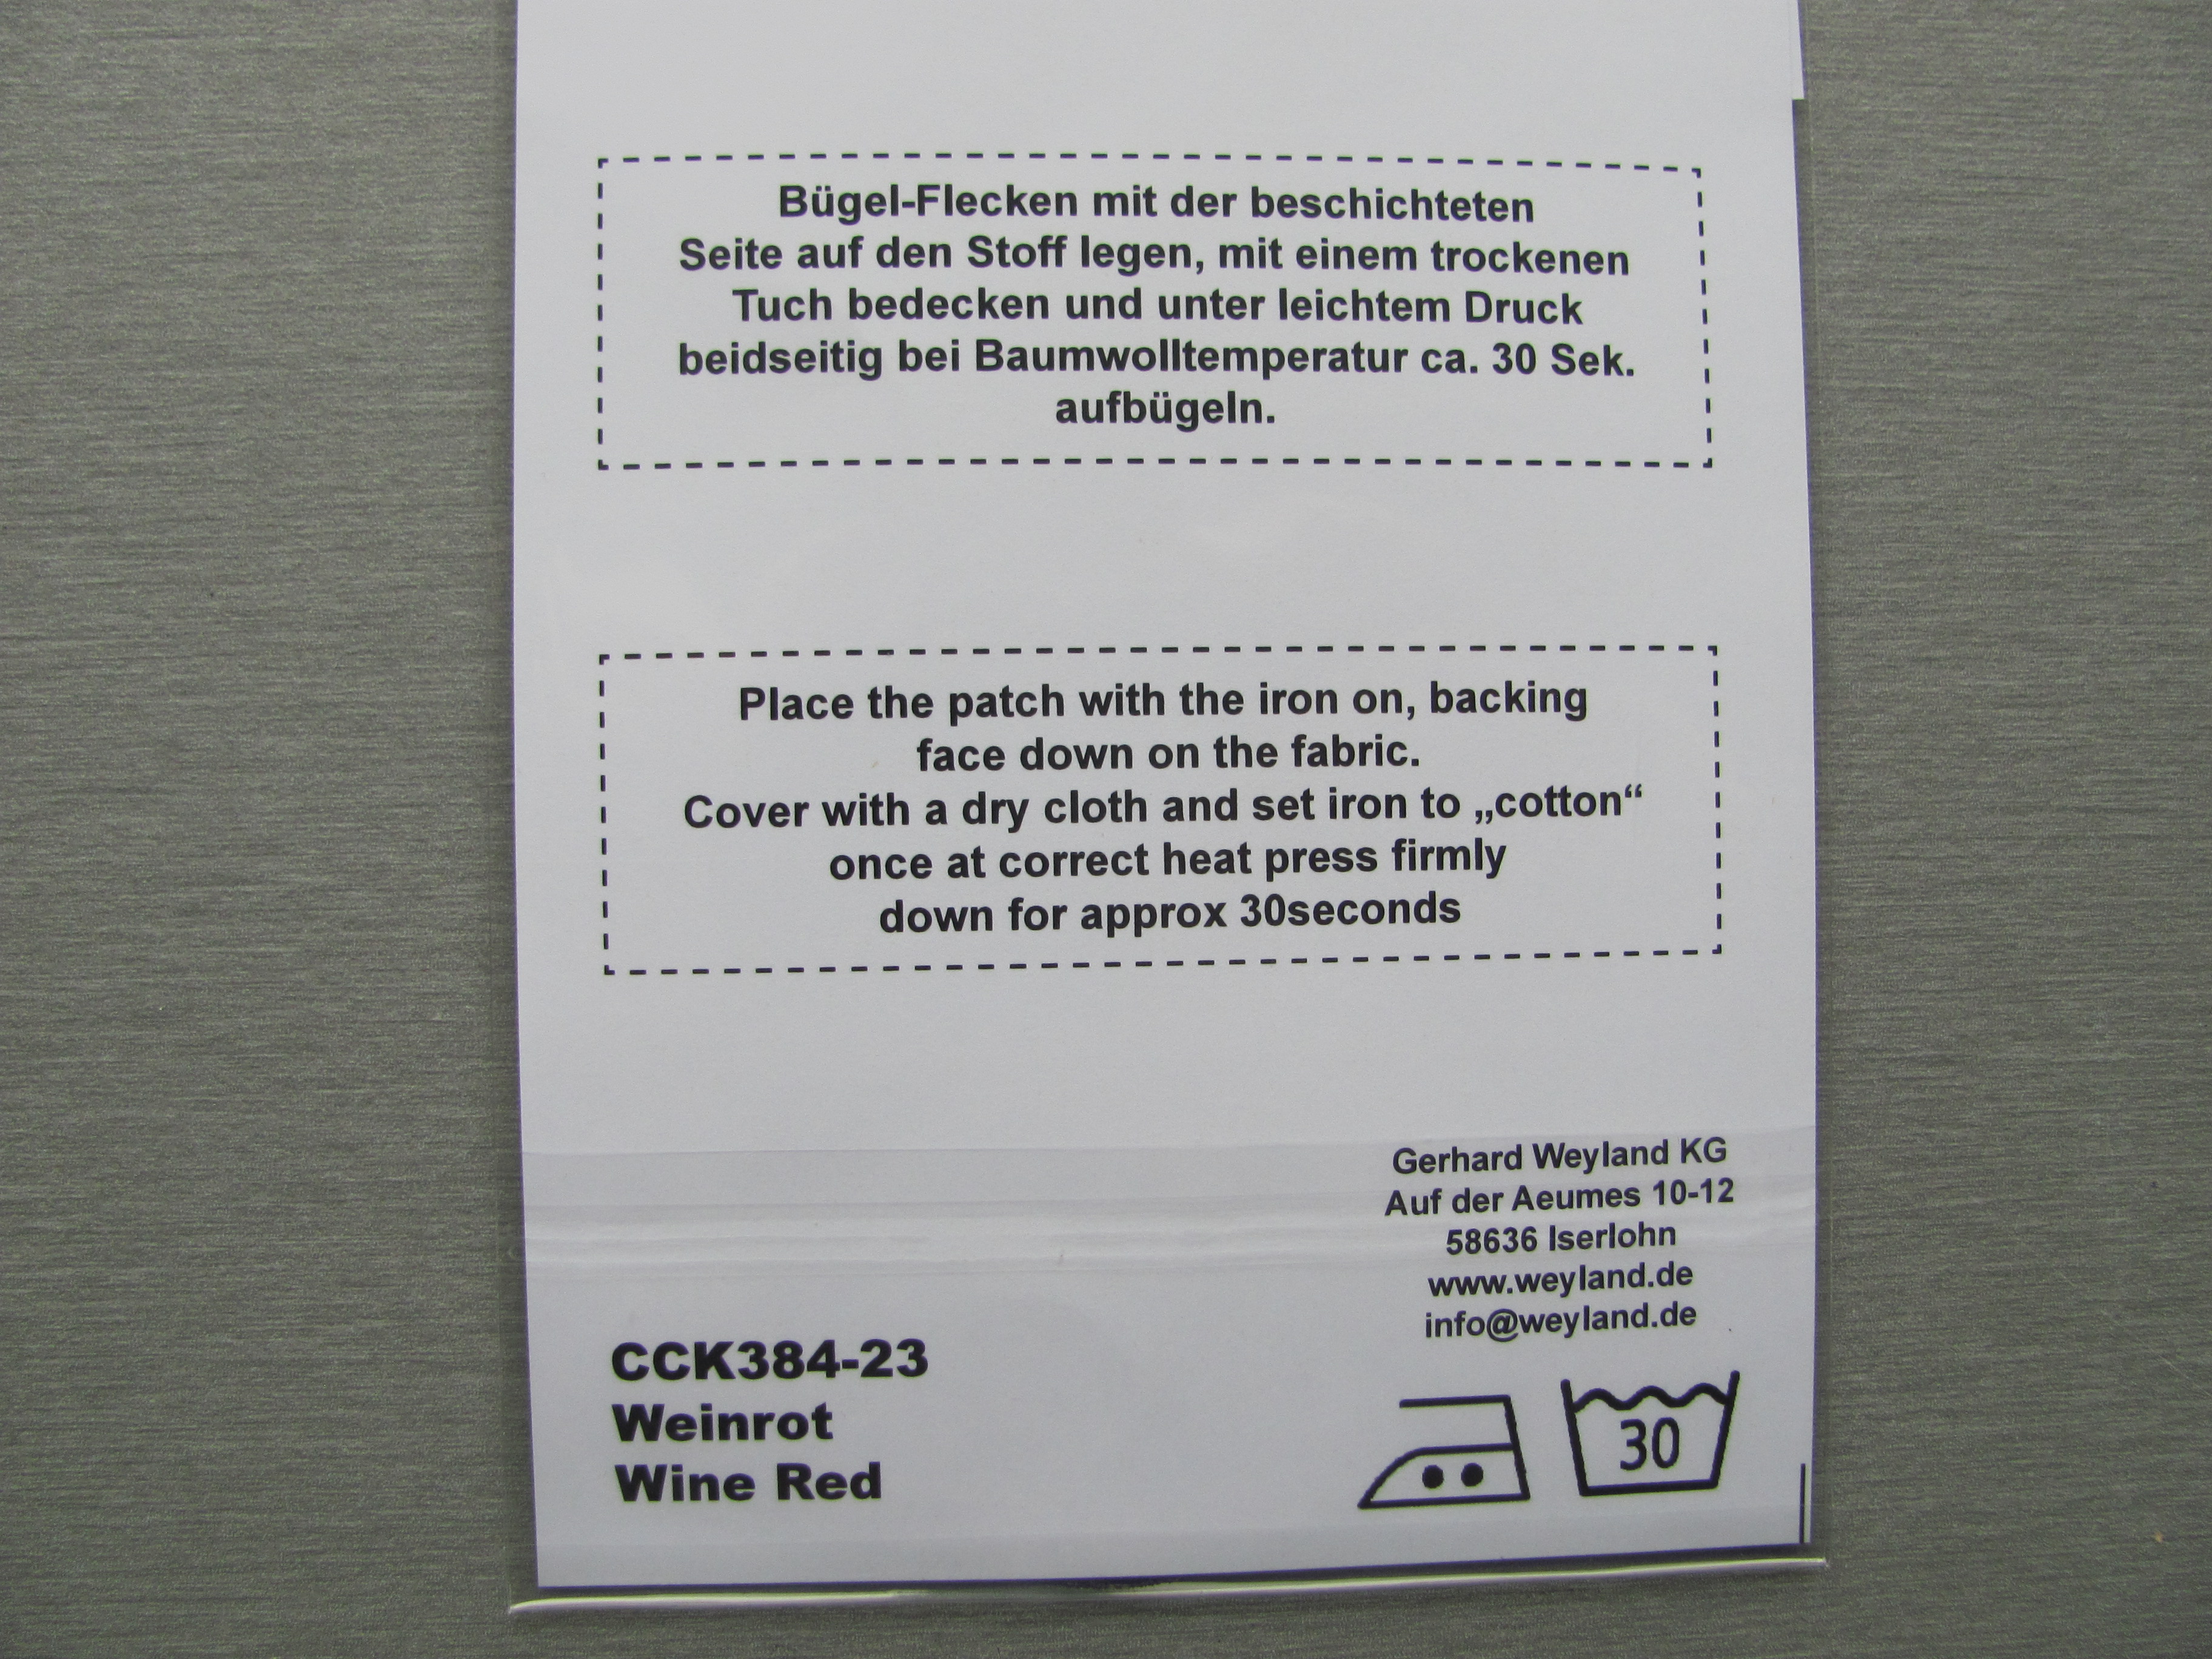 Bügel-Flecken mit der beschichteten
Seite auf den Stoff legen, mit einem trockenen
Tuch bedecken und unter leichtem Druck
beidseitig bei Baumwolltemperatur ca. 30 Sek.
aufbügeln.
Place the patch with the iron on, backing
face down on the fabric.
Cover with a dry cloth and set iron to „cotton“
once at correct heat press firmly
down for approx 30seconds
Gerhard Weyland KG
Auf der Aeumes 10-12
58636 Iserlohn
www.weyland.de
info@weyland.de
CCK384-23
Weinrot
Wine Red
30